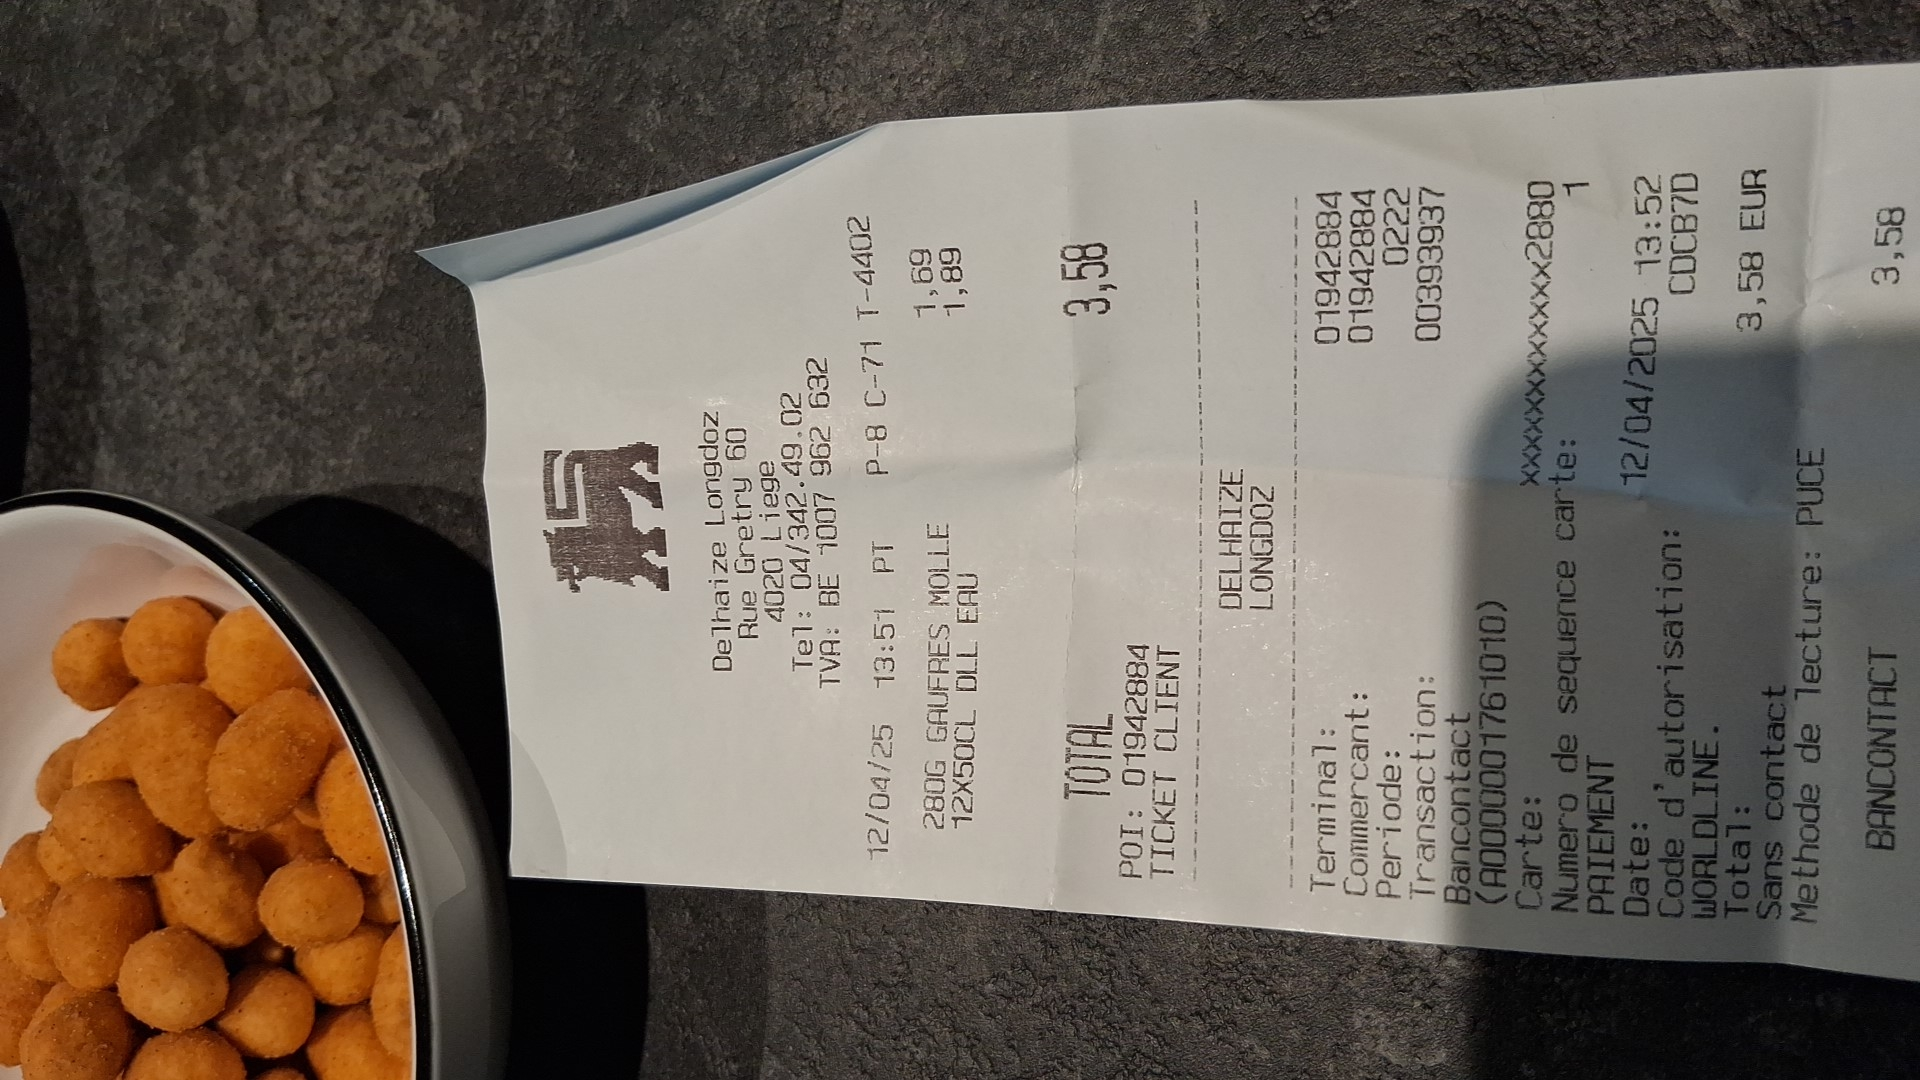 Delhaize Longdoz
Rue Gretry 60
4020 Liege
Tel: 04/342.49.02
TVA: BE 1007 962 632
12/04/25 13:51 PT P-8 C-71 T-4402
280G GAUFRES MOLLE 1,69
12X50CL DLL EAU 1,89
TOTAL 3,58
POI: 01942884
TICKET CLIENT
DELHAIZE
LONGDOZ
Terminal: 01942884
Commercant: 01942884
Periode: 0222
Transaction: 00393937
Bancontact
(A0000001761010)
Carte: xxxxxxxxxxxxx2880
Numero de sequence carte: 1
PAIEMENT
Date: 12/04/2025 13:52
Code d'autorisation: CDCB7D
WORLDLINE.
Total: 3,58 EUR
Sans contact
Methode de lecture: PUCE
BANCONTACT 3,58